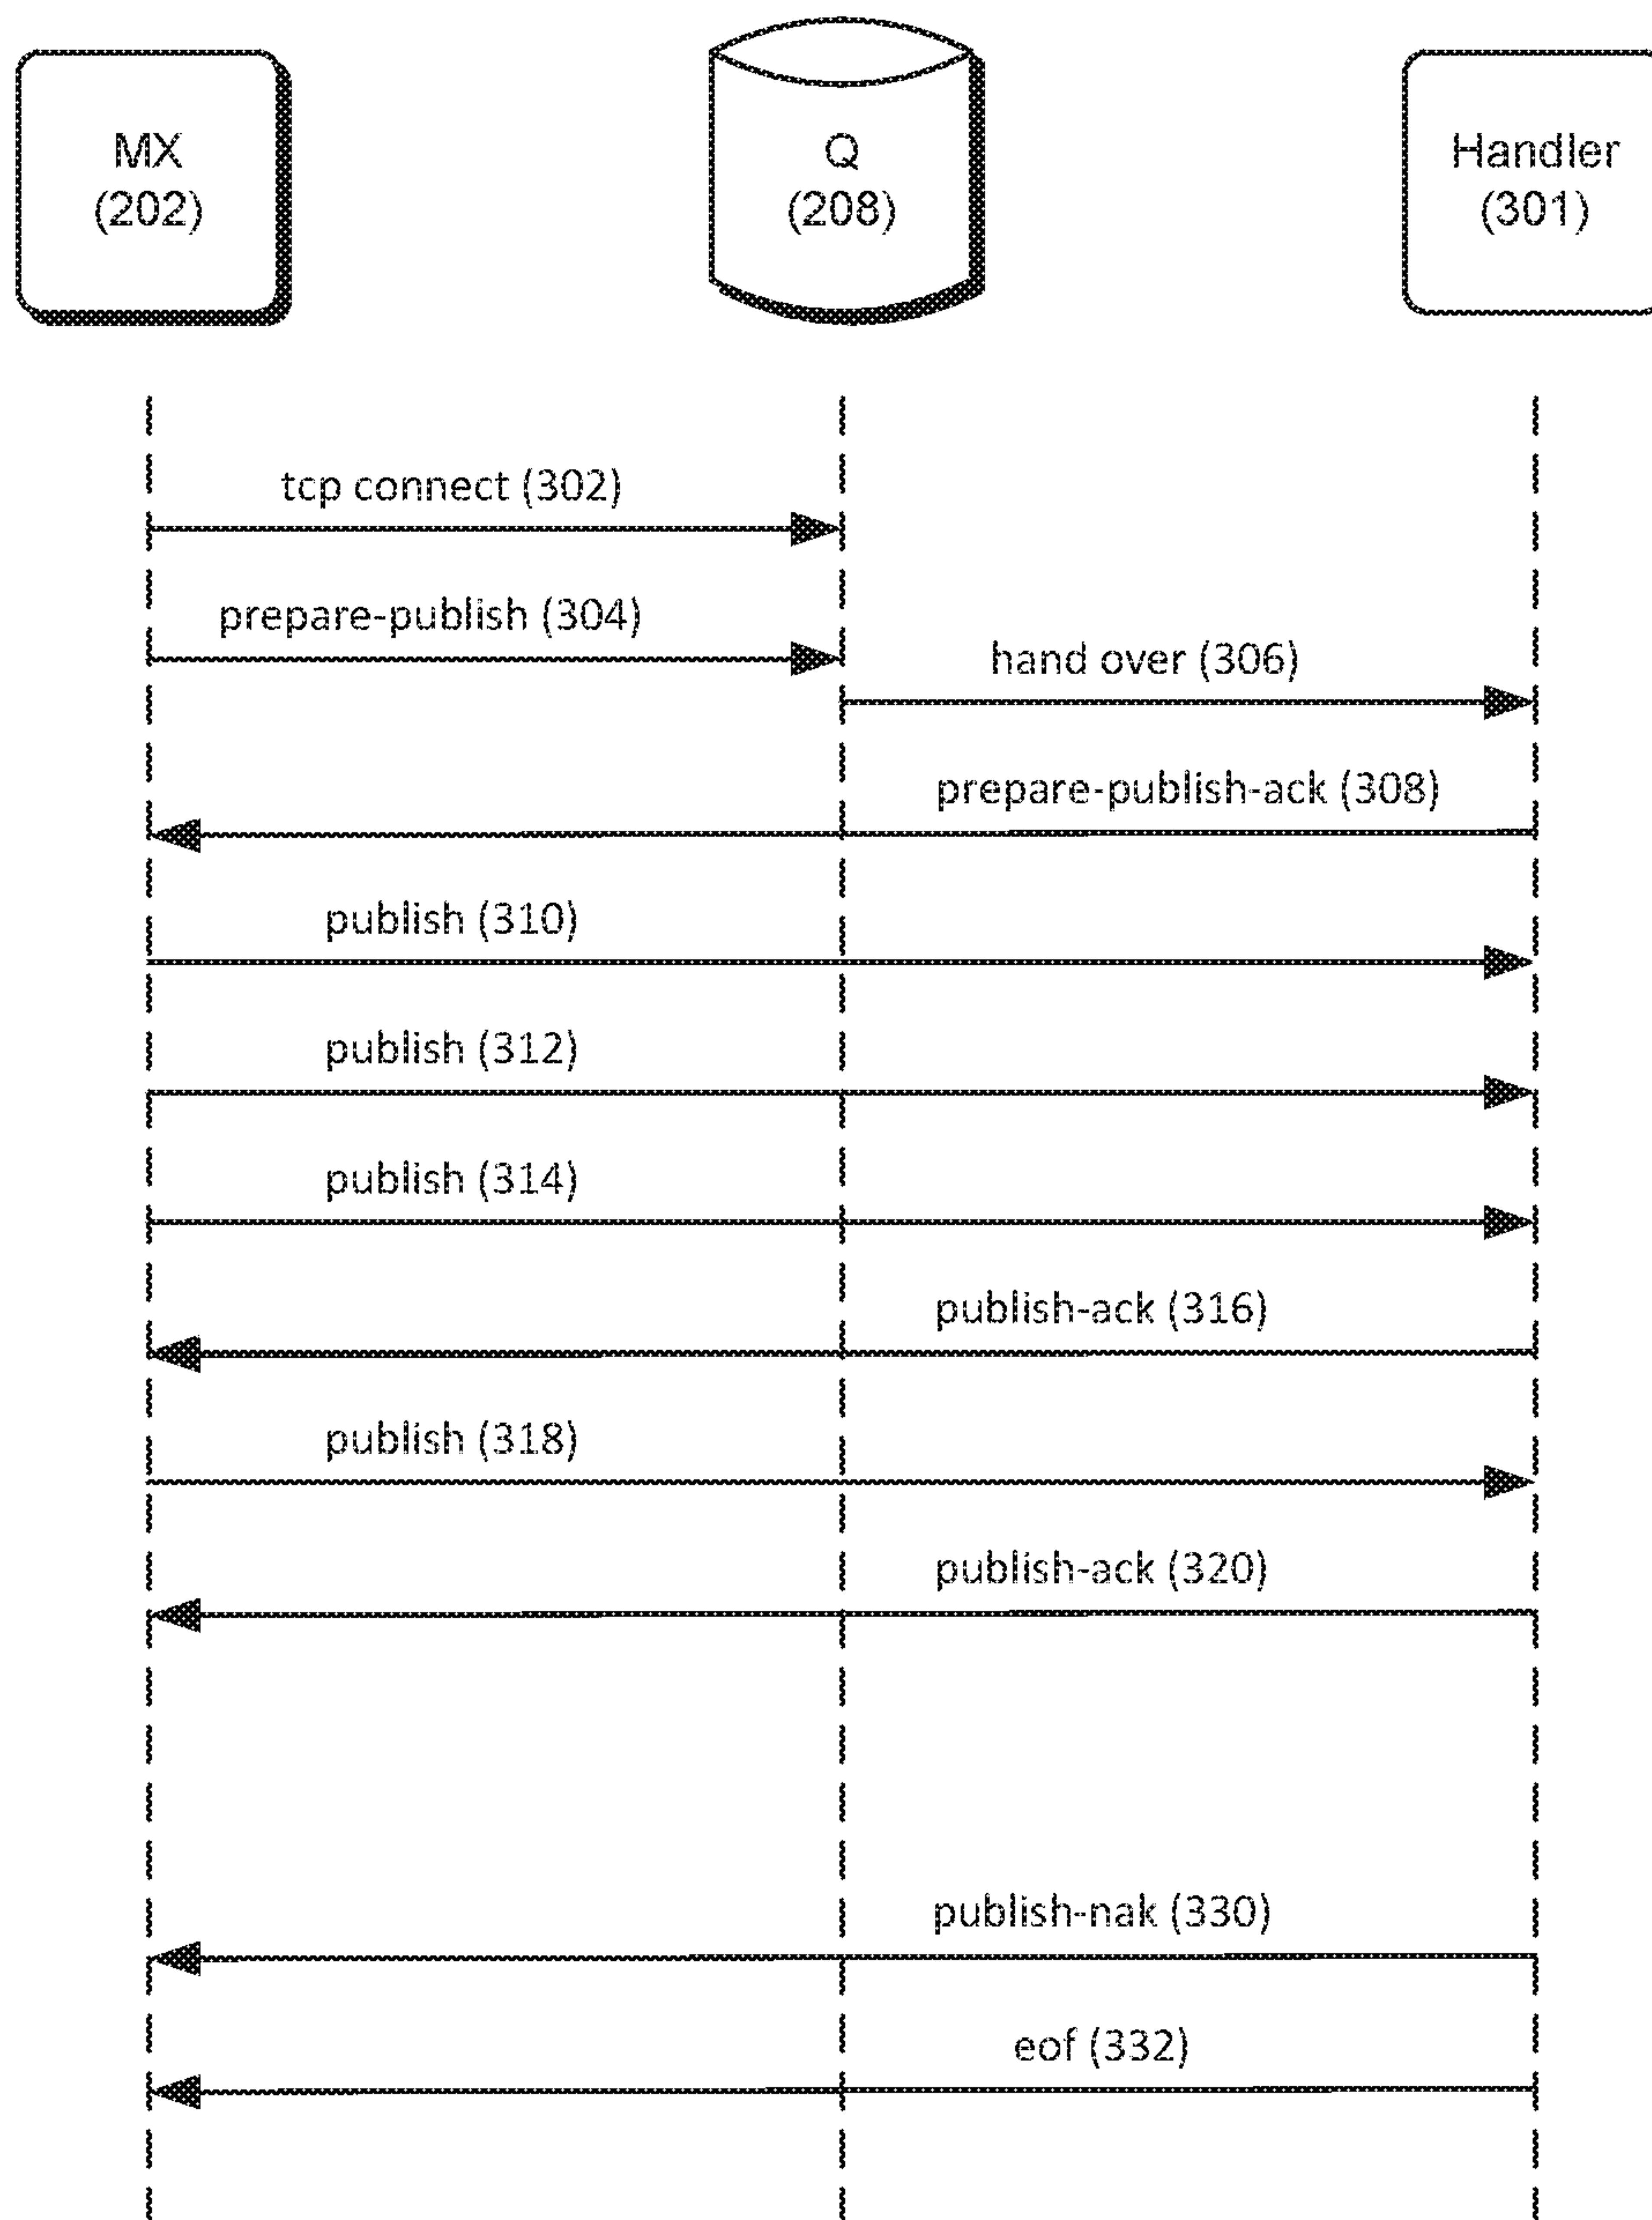 MX
(202)
Q
(208)
Handler
(301)
tcp connect (302)
prepare-publish (304)
hand over (306)
prepare-publish-ack (308)
publish (310)
publish (312)
publish (314)
publish-ack (316)
publish (318)
publish-ack (320)
publish-nak (330)
eof (332)